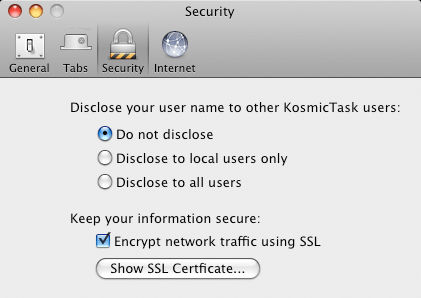 Security
General Tabs Security Internet
Disclose your user name to other KosmicTask users:
Do not disclose
Disclose to local users only
Disclose to all users
Keep your information secure:
Encrypt network traffic using SSL
Show SSL Certficate...